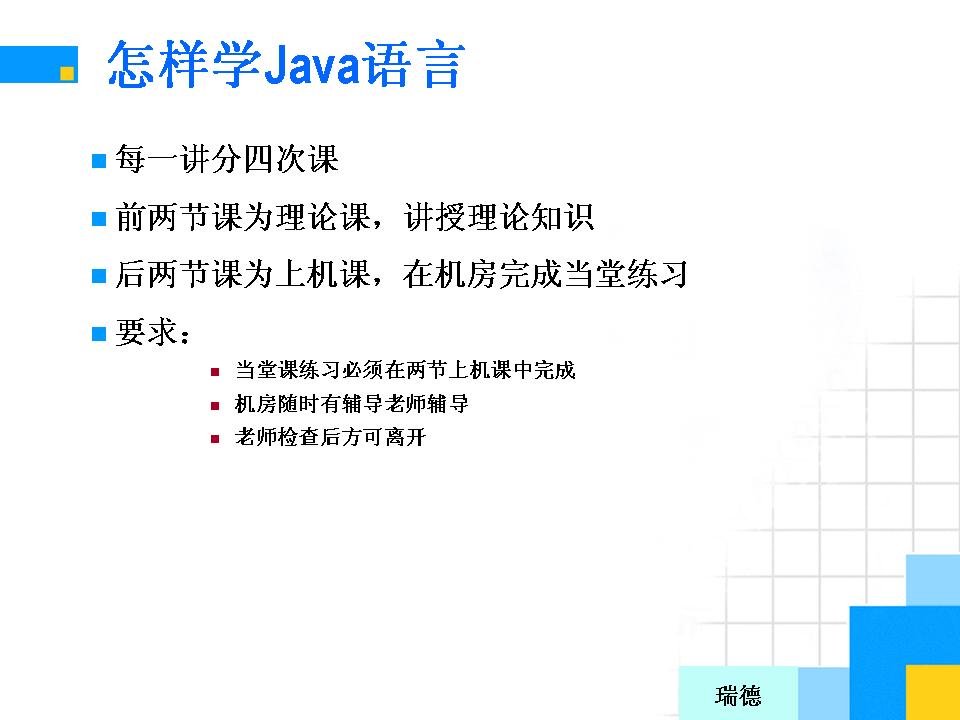 怎样学Java语言
每一讲分四次课
前两节课为理论课，讲授理论知识
后两节课为上机课，在机房完成当堂练习
要求：
当堂课练习必须在两节上机课中完成
机房随时有辅导老师辅导
老师检查后方可离开
瑞德